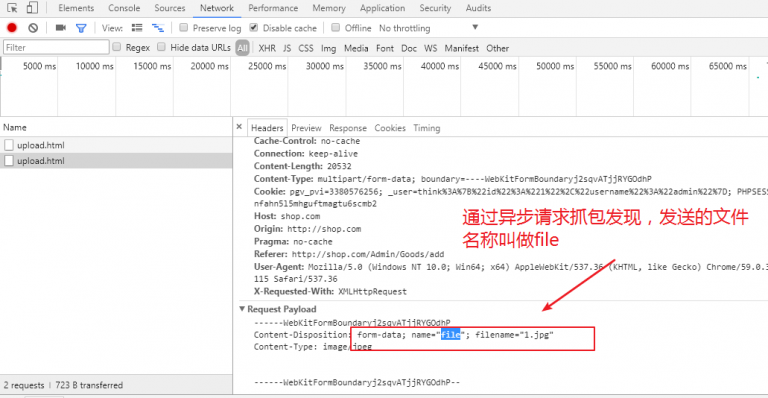 Elements Console Sources Network Performance Memory Application Security Audits
View: Preserve log Disable cache Offline No throttling
Filter Regex Hide data URLs All XHR JS CSS Img Media Font Doc WS Manifest Other
5000 ms 10000 ms 15000 ms 20000 ms 25000 ms 30000 ms 35000 ms 40000 ms 45000 ms 50000 ms 55000 ms 60000 ms 65000 ms
Name
upload.html
upload.html
2 requests | 723 B transferred
× Headers Preview Response Cookies Timing
Cache-Control: no-cache
Connection: keep-alive
Content-Length: 20532
Content-Type: multipart/form-data; boundary=----WebKitFormBoundaryj2sqvATjjRYGOdhP
Cookie: pgv_pvi=3380576256; _user=think%3A%7B%22id%22%3A%221%22%2C%22username%22%3A%22admin%22%7D; PHPSESS
nfahn5l5mhguftmagtu6scmb2
Host: shop.com
Origin: http://shop.com
Pragma: no-cache
Referer: http://shop.com/Admin/Goods/add
User-Agent: Mozilla/5.0 (Windows NT 10.0; Win64; x64) AppleWebKit/537.36 (KHTML, like Gecko) Chrome/59.0.3
115 Safari/537.36
X-Requested-With: XMLHttpRequest
通过异步请求抓包发现，发送的文件
名称叫做file
▼ Request Payload
------WebKitFormBoundaryj2sqvATjjRYGOdhP
Content-Disposition: form-data; name="file"; filename="1.jpg"
Content-Type: image/jpeg
------WebKitFormBoundaryj2sqvATjjRYGOdhP--